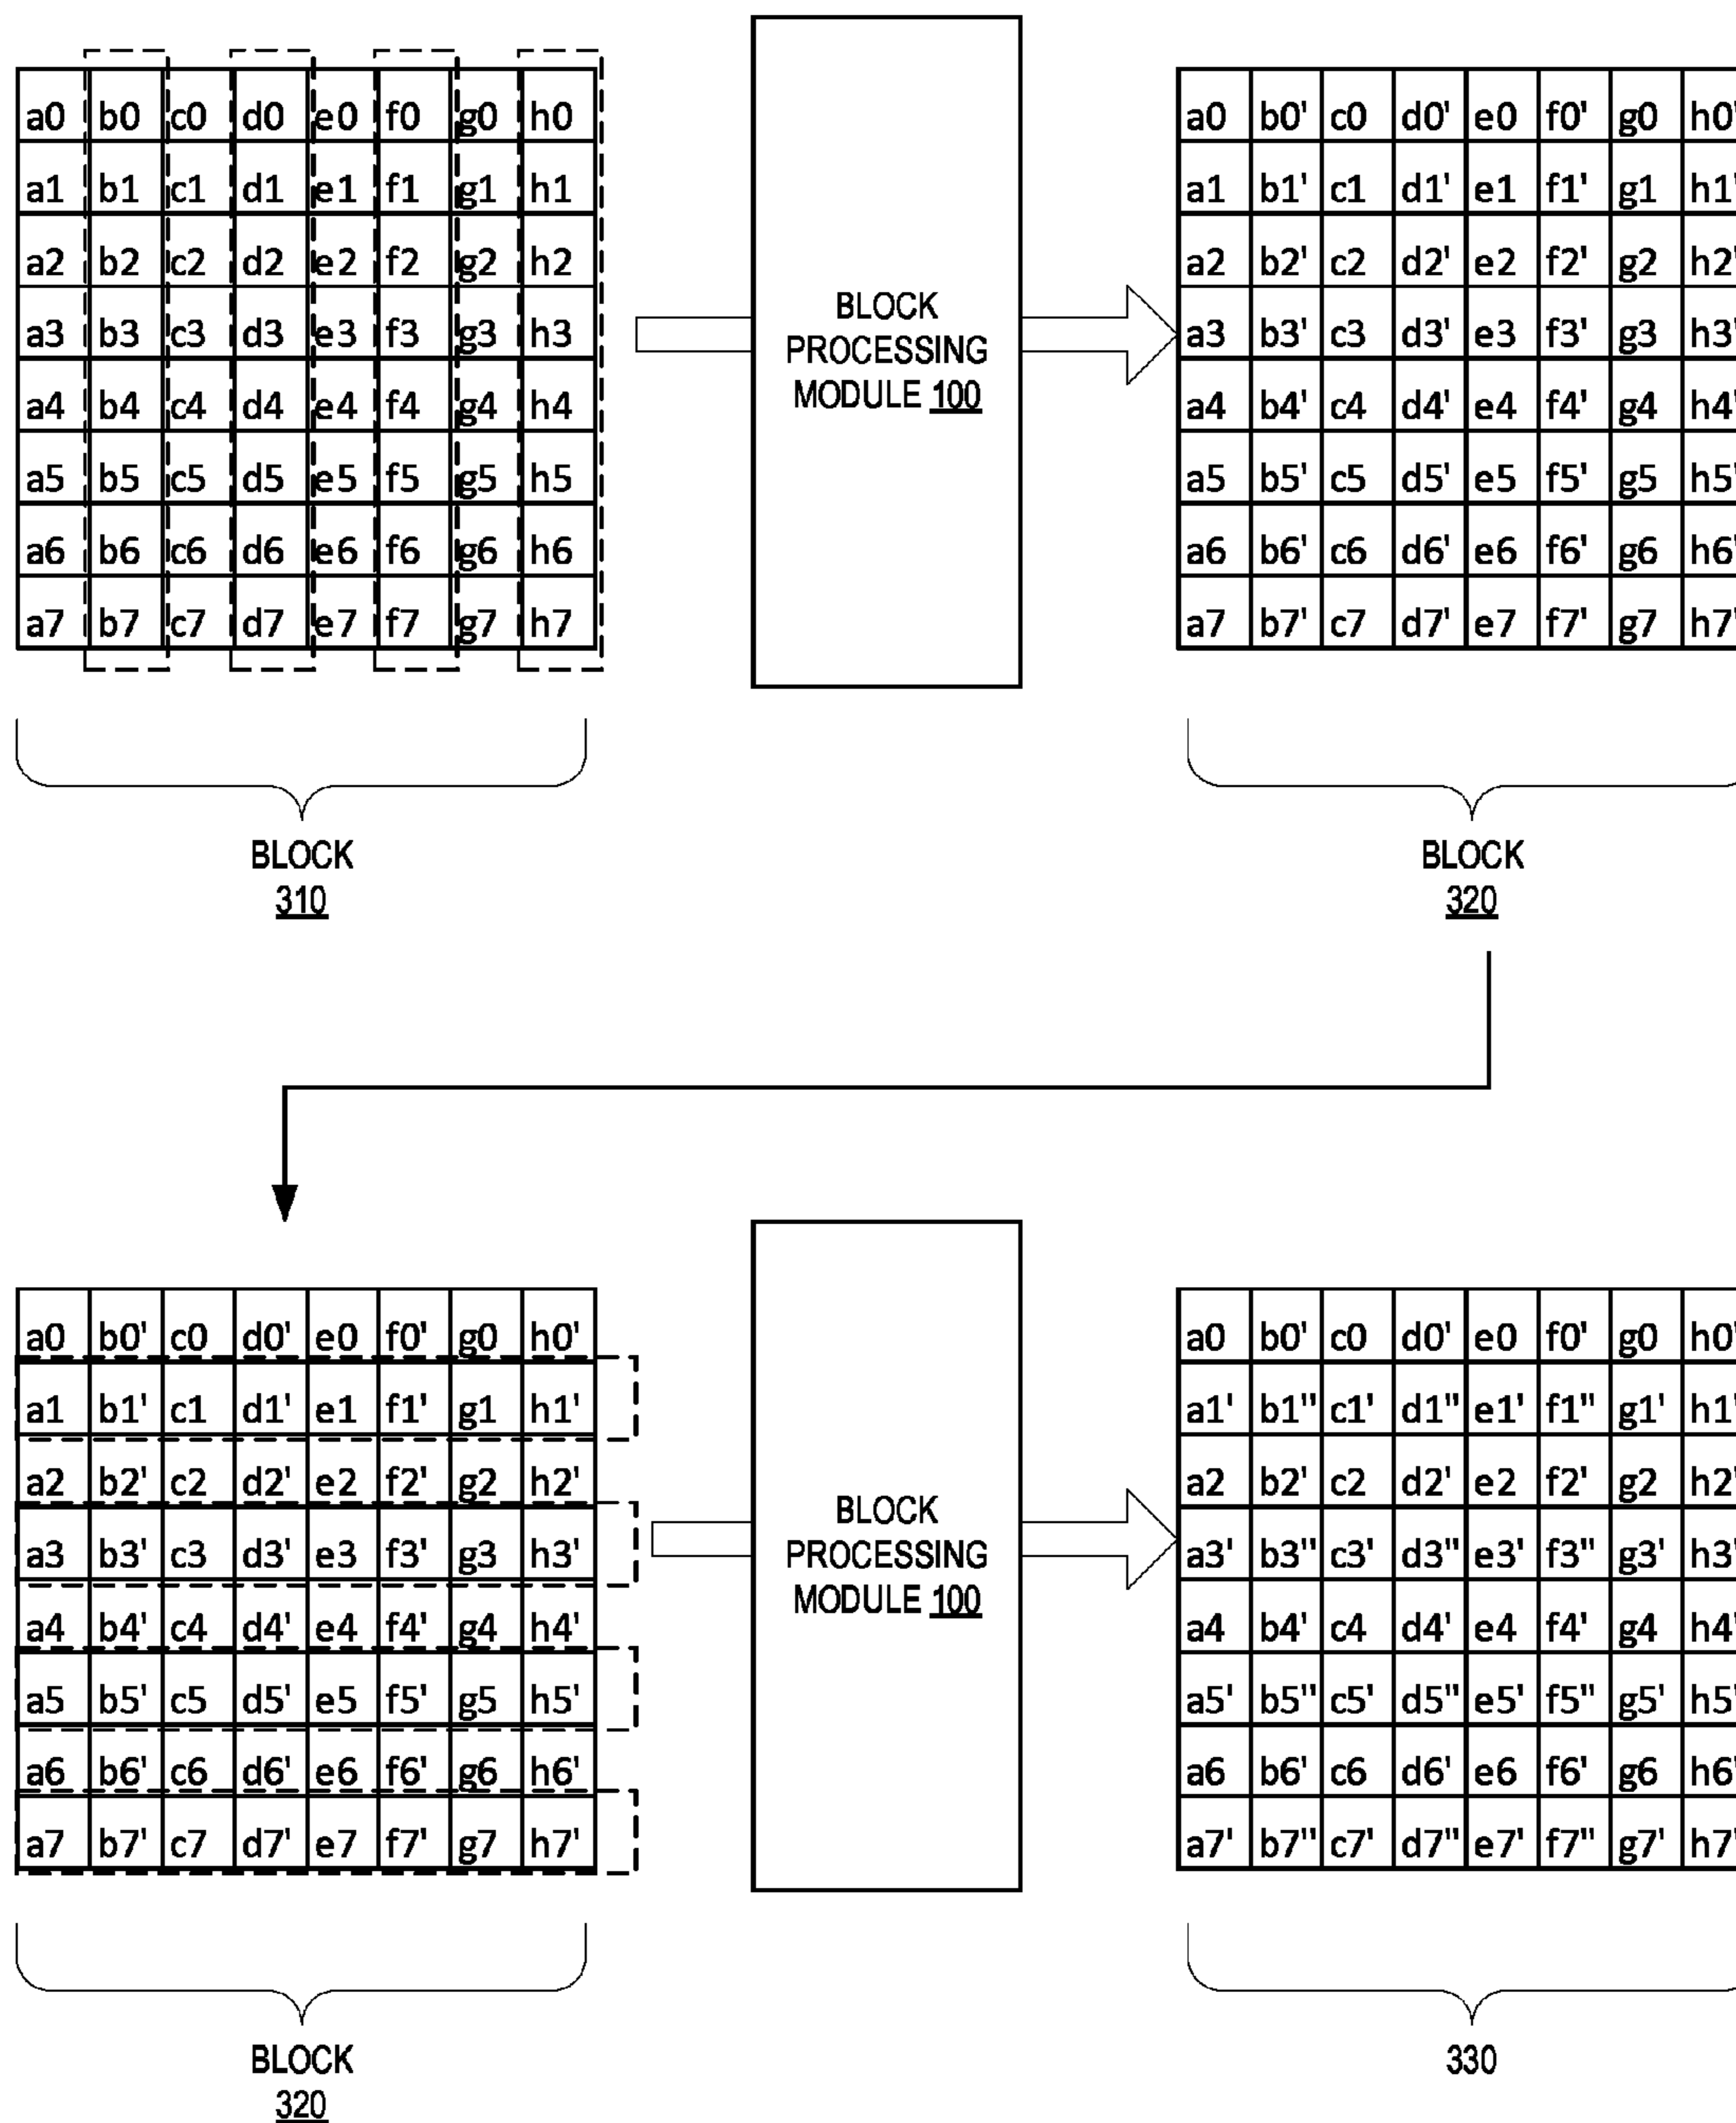 a0 b0 c0 d0 e0 f0 g0 h0
a1 b1 c1 d1 e1 f1 g1 h1
a2 b2 c2 d2 e2 f2 g2 h2
a3 b3 c3 d3 e3 f3 g3 h3
a4 b4 c4 d4 e4 f4 g4 h4
a5 b5 c5 d5 e5 f5 g5 h5
a6 b6 c6 d6 e6 f6 g6 h6
a7 b7 c7 d7 e7 f7 g7 h7
BLOCK
310
BLOCK
PROCESSING
MODULE 100
a0 b0' c0 d0' e0 f0' g0 h0'
a1 b1' c1 d1' e1 f1' g1 h1'
a2 b2' c2 d2' e2 f2' g2 h2'
a3 b3' c3 d3' e3 f3' g3 h3'
a4 b4' c4 d4' e4 f4' g4 h4'
a5 b5' c5 d5' e5 f5' g5 h5'
a6 b6' c6 d6' e6 f6' g6 h6'
a7 b7' c7 d7' e7 f7' g7 h7'
BLOCK
320
a0 b0' c0 d0' e0 f0' g0 h0'
a1 b1' c1 d1' e1 f1' g1 h1'
a2 b2' c2 d2' e2 f2' g2 h2'
a3 b3' c3 d3' e3 f3' g3 h3'
a4 b4' c4 d4' e4 f4' g4 h4'
a5 b5' c5 d5' e5 f5' g5 h5'
a6 b6' c6 d6' e6 f6' g6 h6'
a7 b7' c7 d7' e7 f7' g7 h7'
BLOCK
320
BLOCK
PROCESSING
MODULE 100
a0 b0' c0 d0' e0 f0' g0 h0'
a1' b1" c1' d1" e1' f1" g1' h1'
a2 b2' c2 d2' e2 f2' g2 h2'
a3' b3" c3' d3" e3' f3" g3' h3'
a4 b4' c4 d4' e4 f4' g4 h4'
a5' b5" c5' d5" e5' f5" g5' h5'
a6 b6' c6 d6' e6 f6' g6 h6'
a7' b7" c7' d7" e7' f7" g7' h7'
330